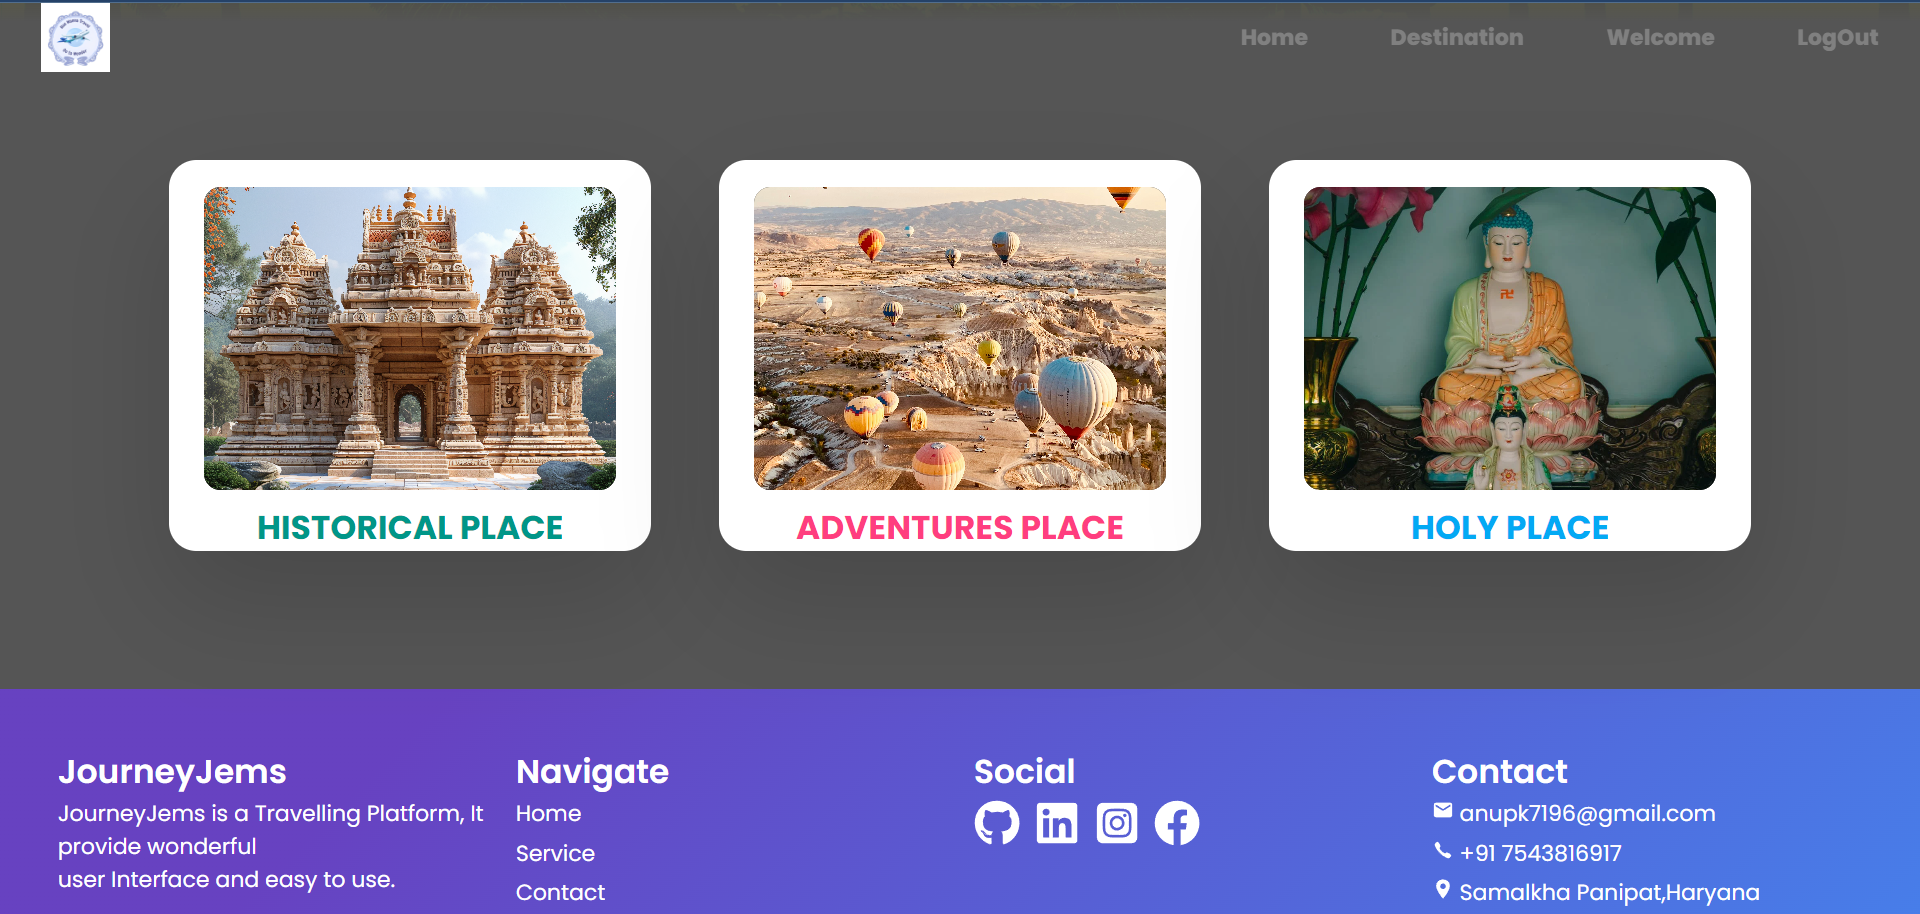 Home Destination Welcome LogOut
HISTORICAL PLACE
ADVENTURES PLACE
HOLY PLACE
JourneyJems
JourneyJems is a Travelling Platform, It
provide wonderful
user Interface and easy to use.
Navigate
Home
Service
Contact
Social
Contact
anupk7196@gmail.com
+91 7543816917
Samalkha Panipat,Haryana